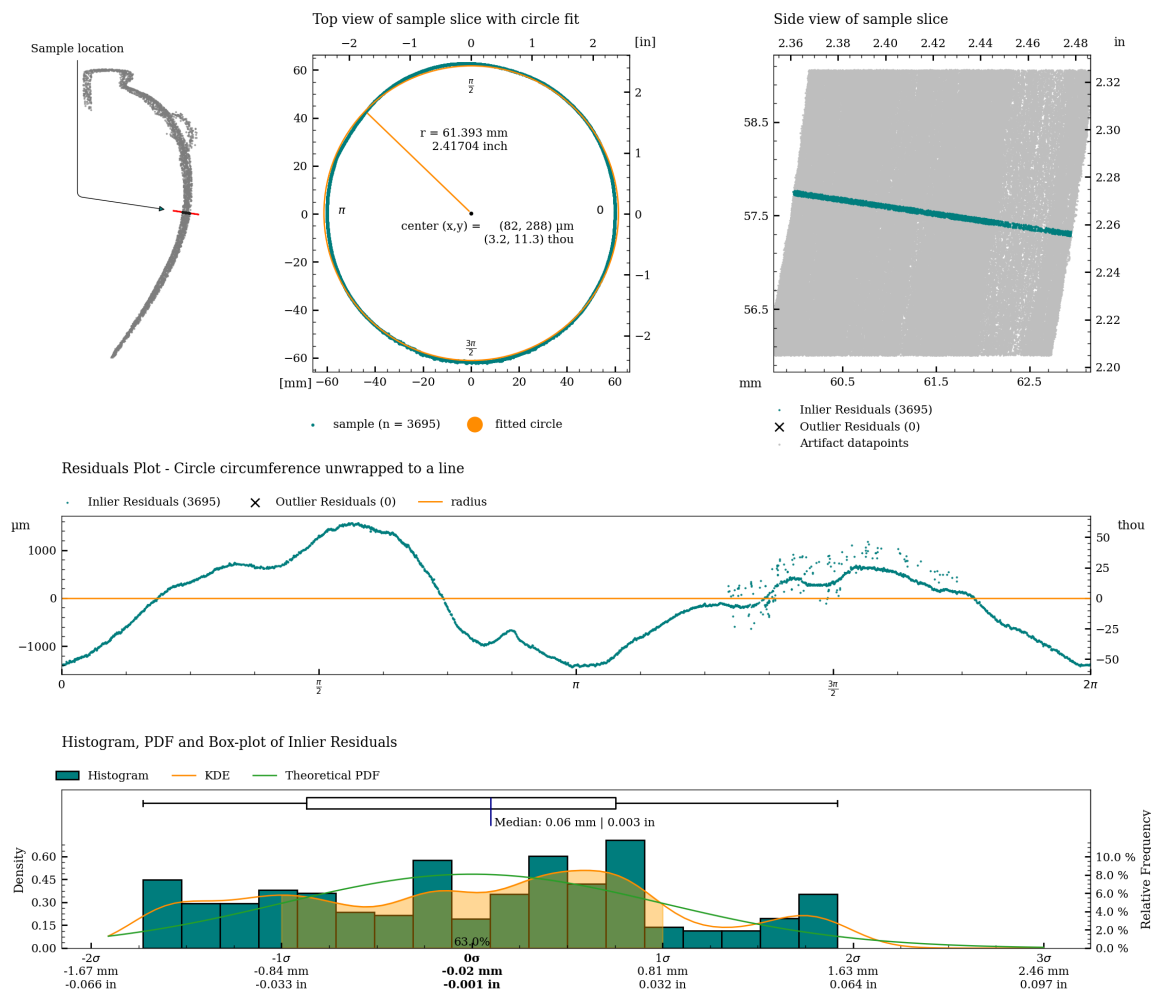 Top view of sample slice with circle fit
Side view of sample slice
Sample location
−2 −1 0 1 2 [in]
2.36 2.38 2.40 2.42 2.44 2.46 2.48 in
60 40 20 0 −20 −40 −60
2 1 0 −1 −2
π/2
r = 61.393 mm
2.41704 inch
π
0
center (x,y) = (82, 288) µm
(3.2, 11.3) thou
3π/2
[mm] −60 −40 −20 0 20 40 60
58.5 57.5 56.5
2.32 2.30 2.28 2.26 2.24 2.22 2.20
mm 60.5 61.5 62.5
sample (n = 3695) fitted circle
Inlier Residuals (3695)
Outlier Residuals (0)
Artifact datapoints
Residuals Plot - Circle circumference unwrapped to a line
Inlier Residuals (3695) Outlier Residuals (0) radius
µm
thou
1000 0 −1000
50 25 0 −25 −50
0 π/2 π 3π/2 2π
Histogram, PDF and Box-plot of Inlier Residuals
Histogram KDE Theoretical PDF
Median: 0.06 mm | 0.003 in
Density
0.60 0.45 0.30 0.15 0.00
10.0 % 8.0 % 6.0 % 4.0 % 2.0 % 0.0 %
Relative Frequency
63.0%
-2σ -1σ 0σ 1σ 2σ 3σ
-1.67 mm -0.84 mm -0.02 mm 0.81 mm 1.63 mm 2.46 mm
-0.066 in -0.033 in -0.001 in 0.032 in 0.064 in 0.097 in